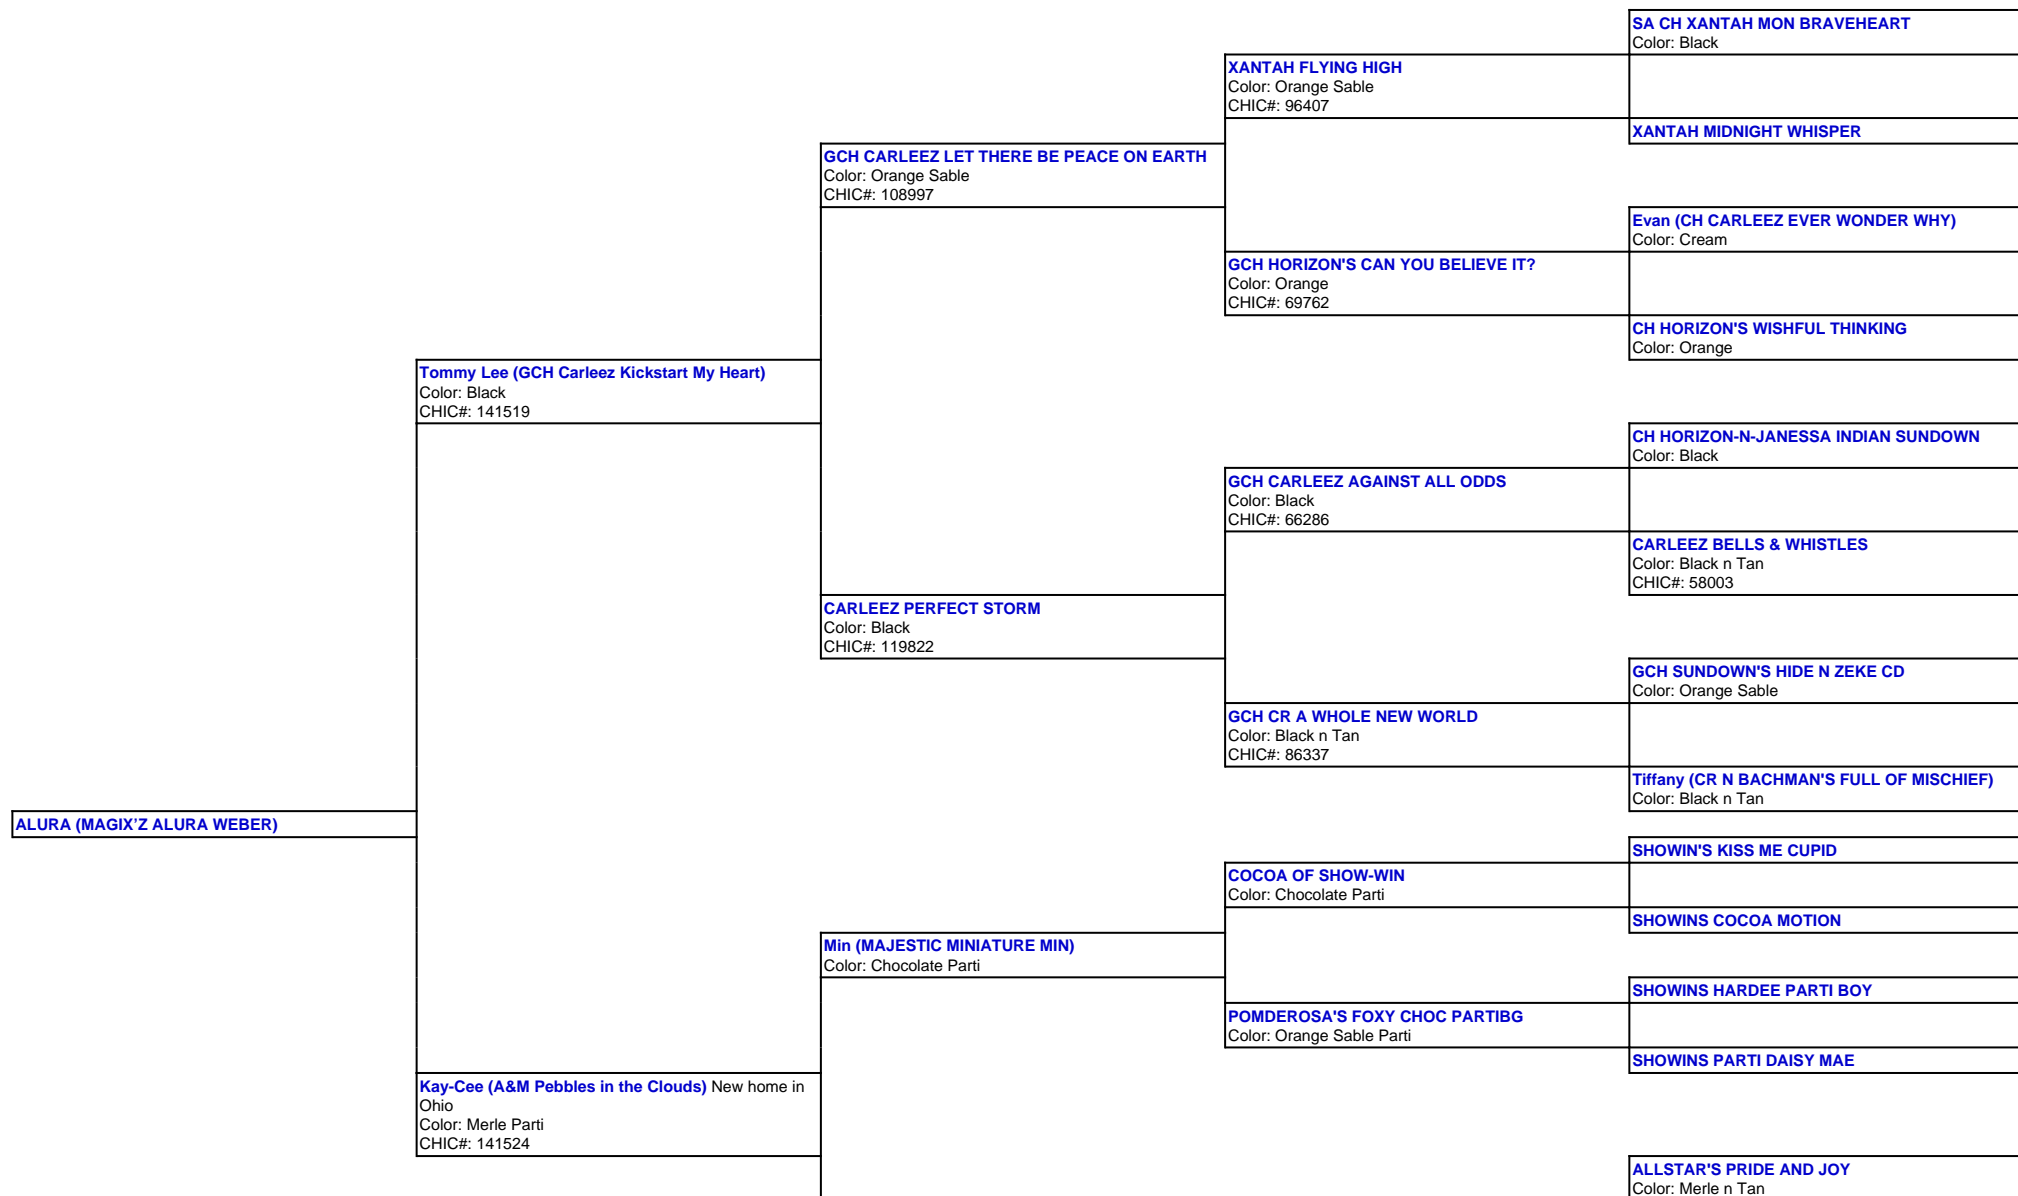 SA CH XANTAH MON BRAVEHEART
Color: Black
XANTAH FLYING HIGH
Color: Orange Sable
CHIC#: 96407
XANTAH MIDNIGHT WHISPER
GCH CARLEEZ LET THERE BE PEACE ON EARTH
Color: Orange Sable
CHIC#: 108997
Evan (CH CARLEEZ EVER WONDER WHY)
Color: Cream
GCH HORIZON'S CAN YOU BELIEVE IT?
Color: Orange
CHIC#: 69762
CH HORIZON'S WISHFUL THINKING
Color: Orange
Tommy Lee (GCH Carleez Kickstart My Heart)
Color: Black
CHIC#: 141519
CH HORIZON-N-JANESSA INDIAN SUNDOWN
Color: Black
GCH CARLEEZ AGAINST ALL ODDS
Color: Black
CHIC#: 66286
CARLEEZ BELLS & WHISTLES
Color: Black n Tan
CHIC#: 58003
CARLEEZ PERFECT STORM
Color: Black
CHIC#: 119822
GCH SUNDOWN'S HIDE N ZEKE CD
Color: Orange Sable
GCH CR A WHOLE NEW WORLD
Color: Black n Tan
CHIC#: 86337
Tiffany (CR N BACHMAN'S FULL OF MISCHIEF)
Color: Black n Tan
ALURA (MAGIX’Z ALURA WEBER)
SHOWIN'S KISS ME CUPID
COCOA OF SHOW-WIN
Color: Chocolate Parti
SHOWINS COCOA MOTION
Min (MAJESTIC MINIATURE MIN)
Color: Chocolate Parti
SHOWINS HARDEE PARTI BOY
POMDEROSA'S FOXY CHOC PARTIBG
Color: Orange Sable Parti
SHOWINS PARTI DAISY MAE
Kay-Cee (A&M Pebbles in the Clouds) New home in
Ohio
Color: Merle Parti
CHIC#: 141524
ALLSTAR'S PRIDE AND JOY
Color: Merle n Tan